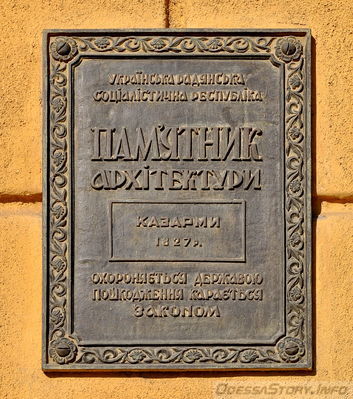 УКРАЇНСЬКА РАДЯНСЬКА
СОЦІАЛІСТИЧНА РЕСПУБЛІКА
ПАМ'ЯТНИК
АРХІТЕКТУРИ
КАЗАРМИ
1827 р.
ОХОРОНЯЄТЬСЯ ДЕРЖАВОЮ
ПОШКОДЖЕННЯ КАРАЄТЬСЯ
ЗАКОНОМ
OdessaStory.Info